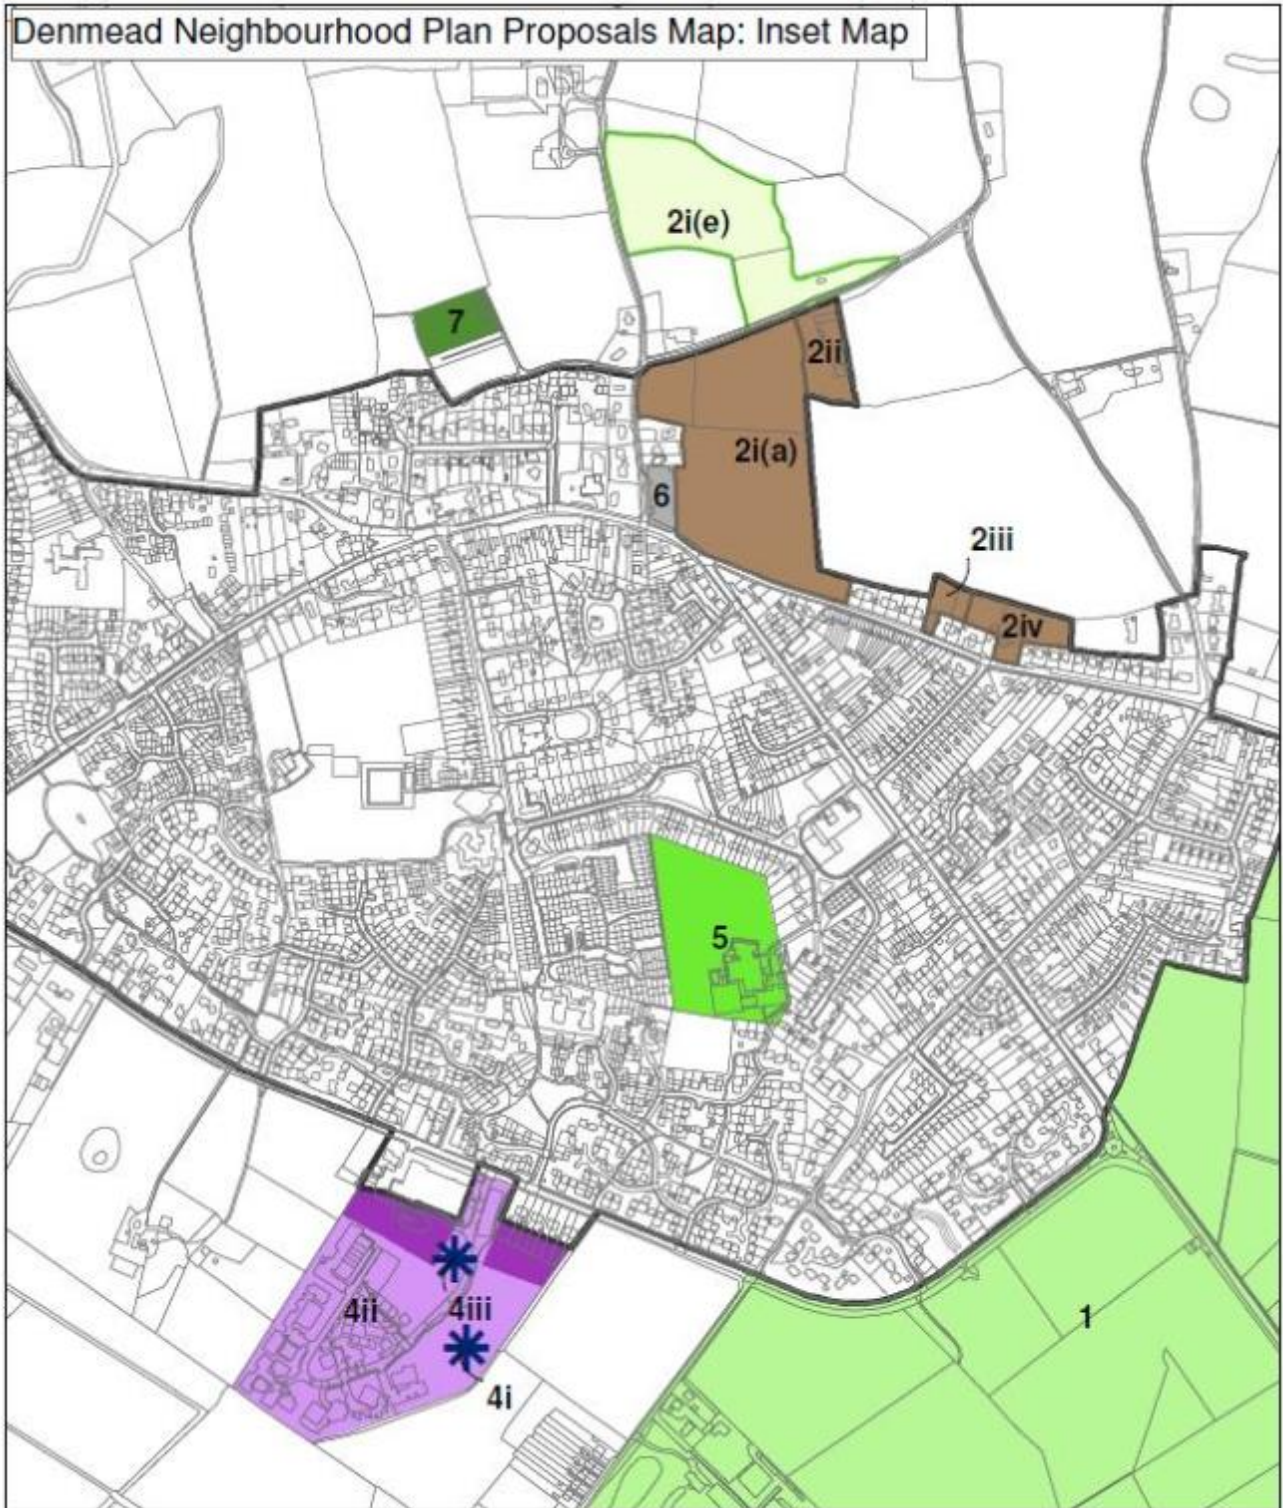 Denmead Neighbourhood Plan Proposals Map: Inset Map
2i(e)
7
2ii
2i(a)
6
2iii
2iv
5
4ii
4iii
1
4i